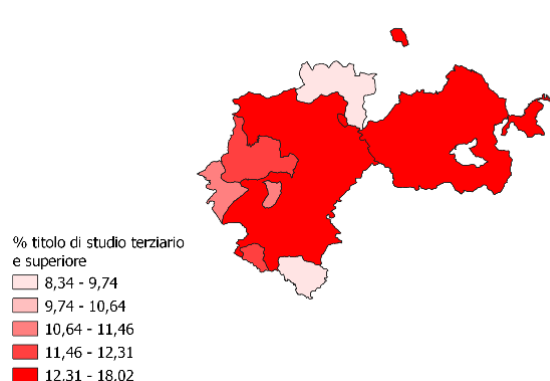 % titolo di studio terziario
e superiore
8,34 - 9,74
9,74 - 10,64
10,64 - 11,46
11,46 - 12,31
12,31 - 18,02